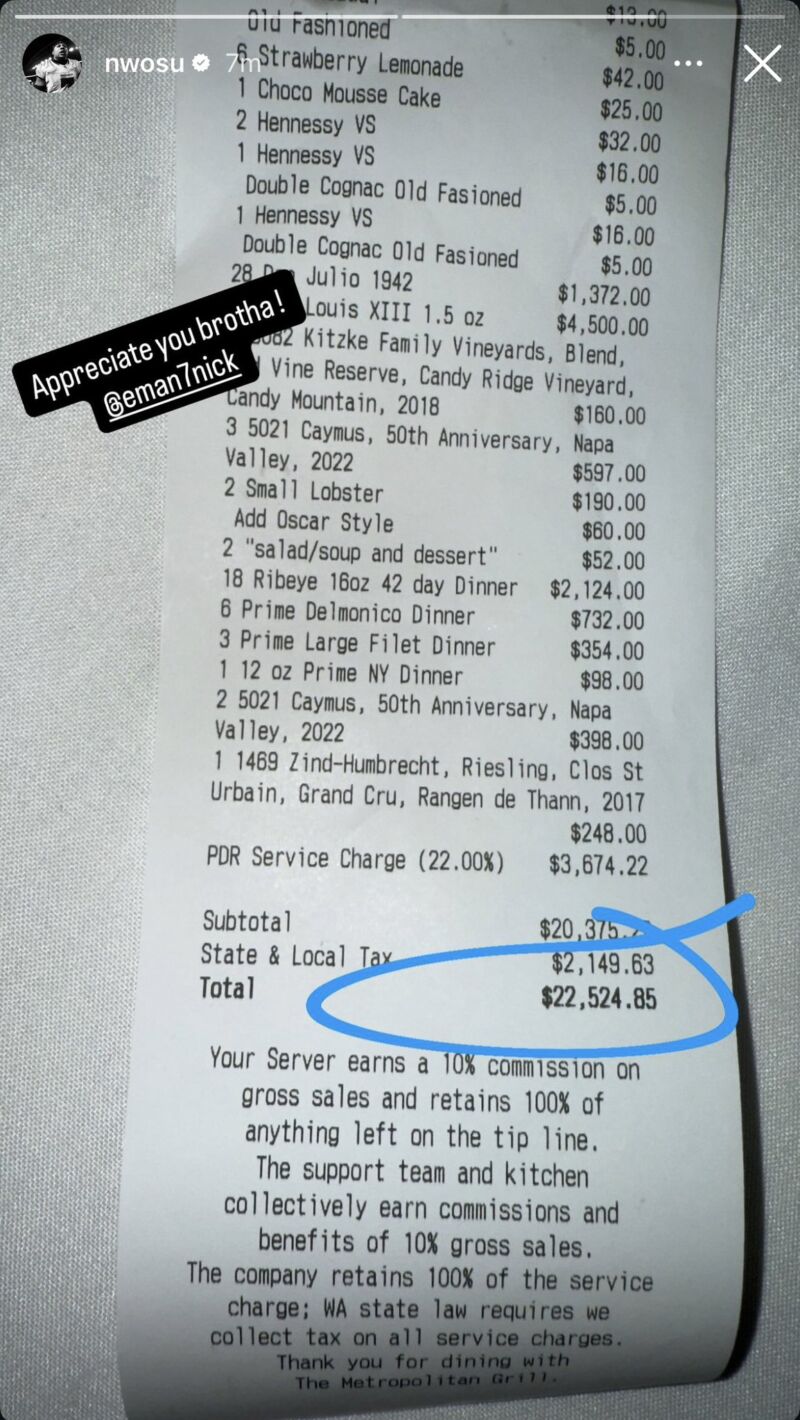 nwosu 7m
Old Fashioned $13.00
$5.00
6 Strawberry Lemonade $42.00
1 Choco Mousse Cake $25.00
2 Hennessy VS $32.00
1 Hennessy VS $16.00
Double Cognac Old Fasioned $5.00
1 Hennessy VS $16.00
Double Cognac Old Fasioned $5.00
28 Don Julio 1942 $1,372.00
Louis XIII 1.5 oz $4,500.00
Kitzke Family Vineyards, Blend,
Vine Reserve, Candy Ridge Vineyard,
Candy Mountain, 2018 $160.00
3 5021 Caymus, 50th Anniversary, Napa
Valley, 2022 $597.00
2 Small Lobster $190.00
Add Oscar Style $60.00
2 "salad/soup and dessert" $52.00
18 Ribeye 16oz 42 day Dinner $2,124.00
6 Prime Delmonico Dinner $732.00
3 Prime Large Filet Dinner $354.00
1 12 oz Prime NY Dinner $98.00
2 5021 Caymus, 50th Anniversary, Napa
Valley, 2022 $398.00
1 1469 Zind-Humbrecht, Riesling, Clos St
Urbain, Grand Cru, Rangen de Thann, 2017
$248.00
PDR Service Charge (22.00%) $3,674.22
Subtotal
State & Local Tax $2,149.63
Total $22,524.85
Your Server earns a 10% commission on
gross sales and retains 100% of
anything left on the tip line.
The support team and kitchen
collectively earn commissions and
benefits of 10% gross sales.
The company retains 100% of the service
charge; WA state law requires we
collect tax on all service charges.
Thank you for dining with
The Metropolitan Grill.
Appreciate you brotha!
@eman7nick